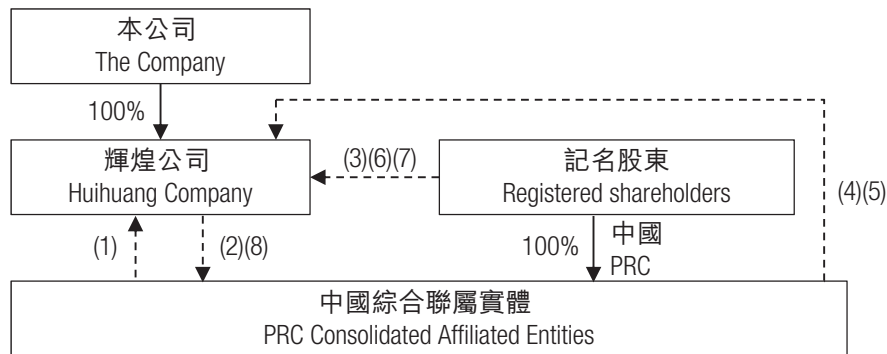 本公司
The Company
100%
輝煌公司
Huihuang Company
(3)(6)(7)
記名股東
Registered shareholders
(4)(5)
(1)
(2)(8)
100%
中國
PRC
中國綜合聯屬實體
PRC Consolidated Affiliated Entities